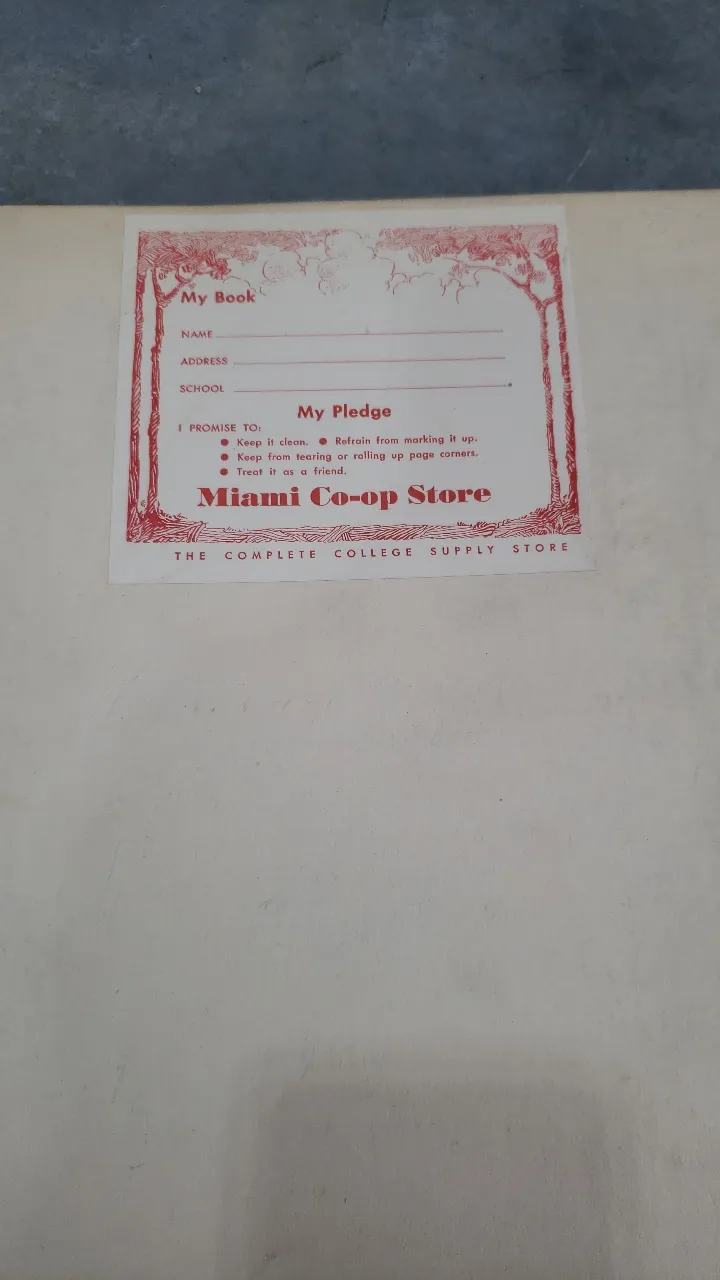 My Book
NAME
ADDRESS
SCHOOL
My Pledge
I PROMISE TO:
● Keep it clean. ● Refrain from marking it up.
● Keep from tearing or rolling up page corners.
● Treat it as a friend.
Miami Co-op Store
THE COMPLETE COLLEGE SUPPLY STORE